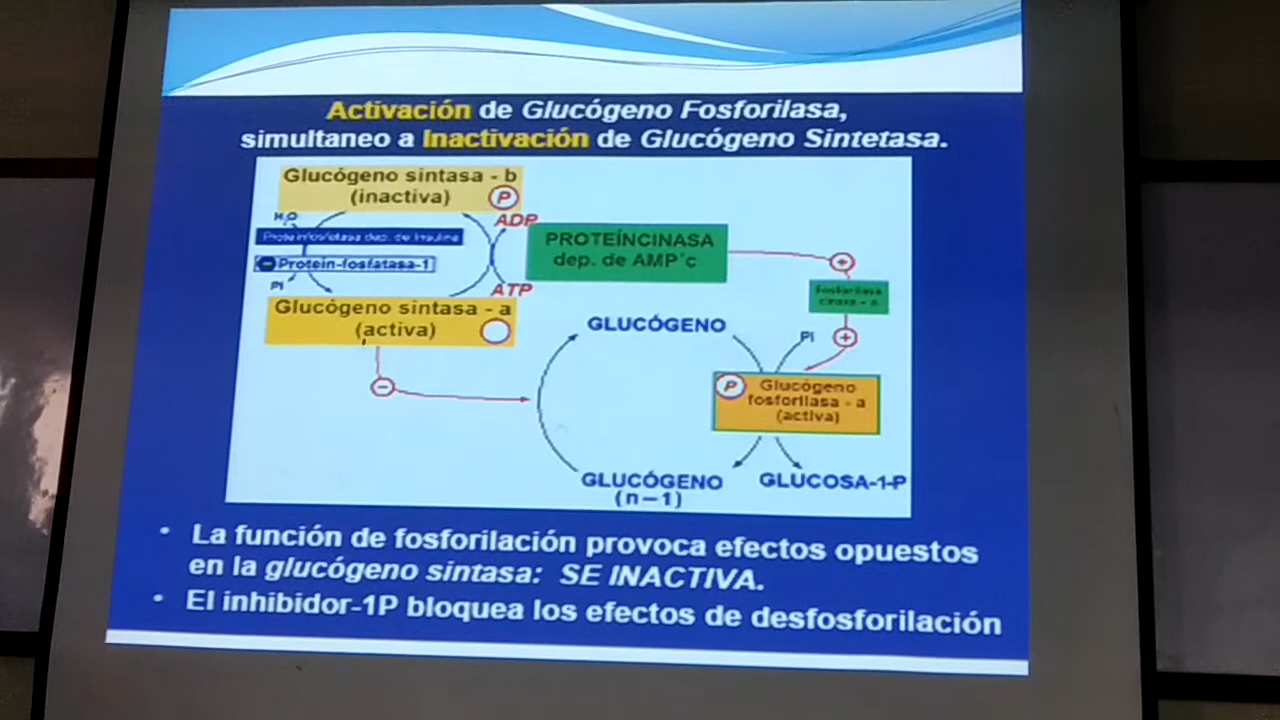 Activación de Glucógeno Fosforilasa,
simultaneo a Inactivación de Glucógeno Sintetasa.
Glucógeno sintasa - b
(inactiva)
P
H₂O
ADP
dep. de Insulina
Protein-fosfatasa-1
Pi
ATP
Glucógeno sintasa - a
(activa)
PROTEÍNCINASA
dep. de AMP'c
+
Fosforilasa
+
Pi
−
GLUCÓGENO
P
Glucógeno
fosforilasa - a
(activa)
GLUCÓGENO
(n−1)
GLUCOSA-1-P
• La función de fosforilación provoca efectos opuestos
en la glucógeno sintasa: SE INACTIVA.
• El inhibidor-1P bloquea los efectos de desfosforilación